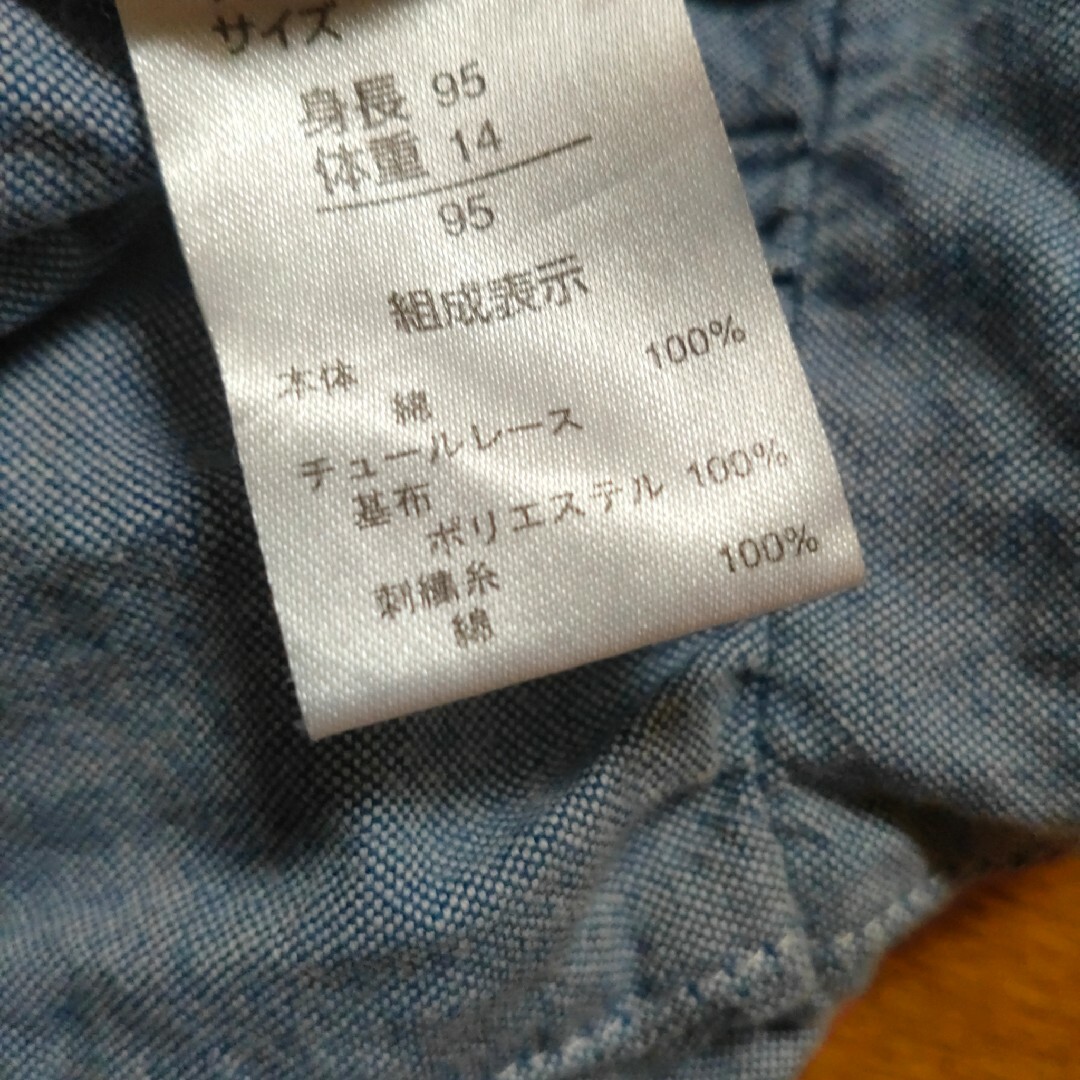 サイズ
身長 95
体重 14
95
組成表示
本体
綿 100%
チュールレース
基布
ポリエステル 100%
刺繍糸
綿 100%